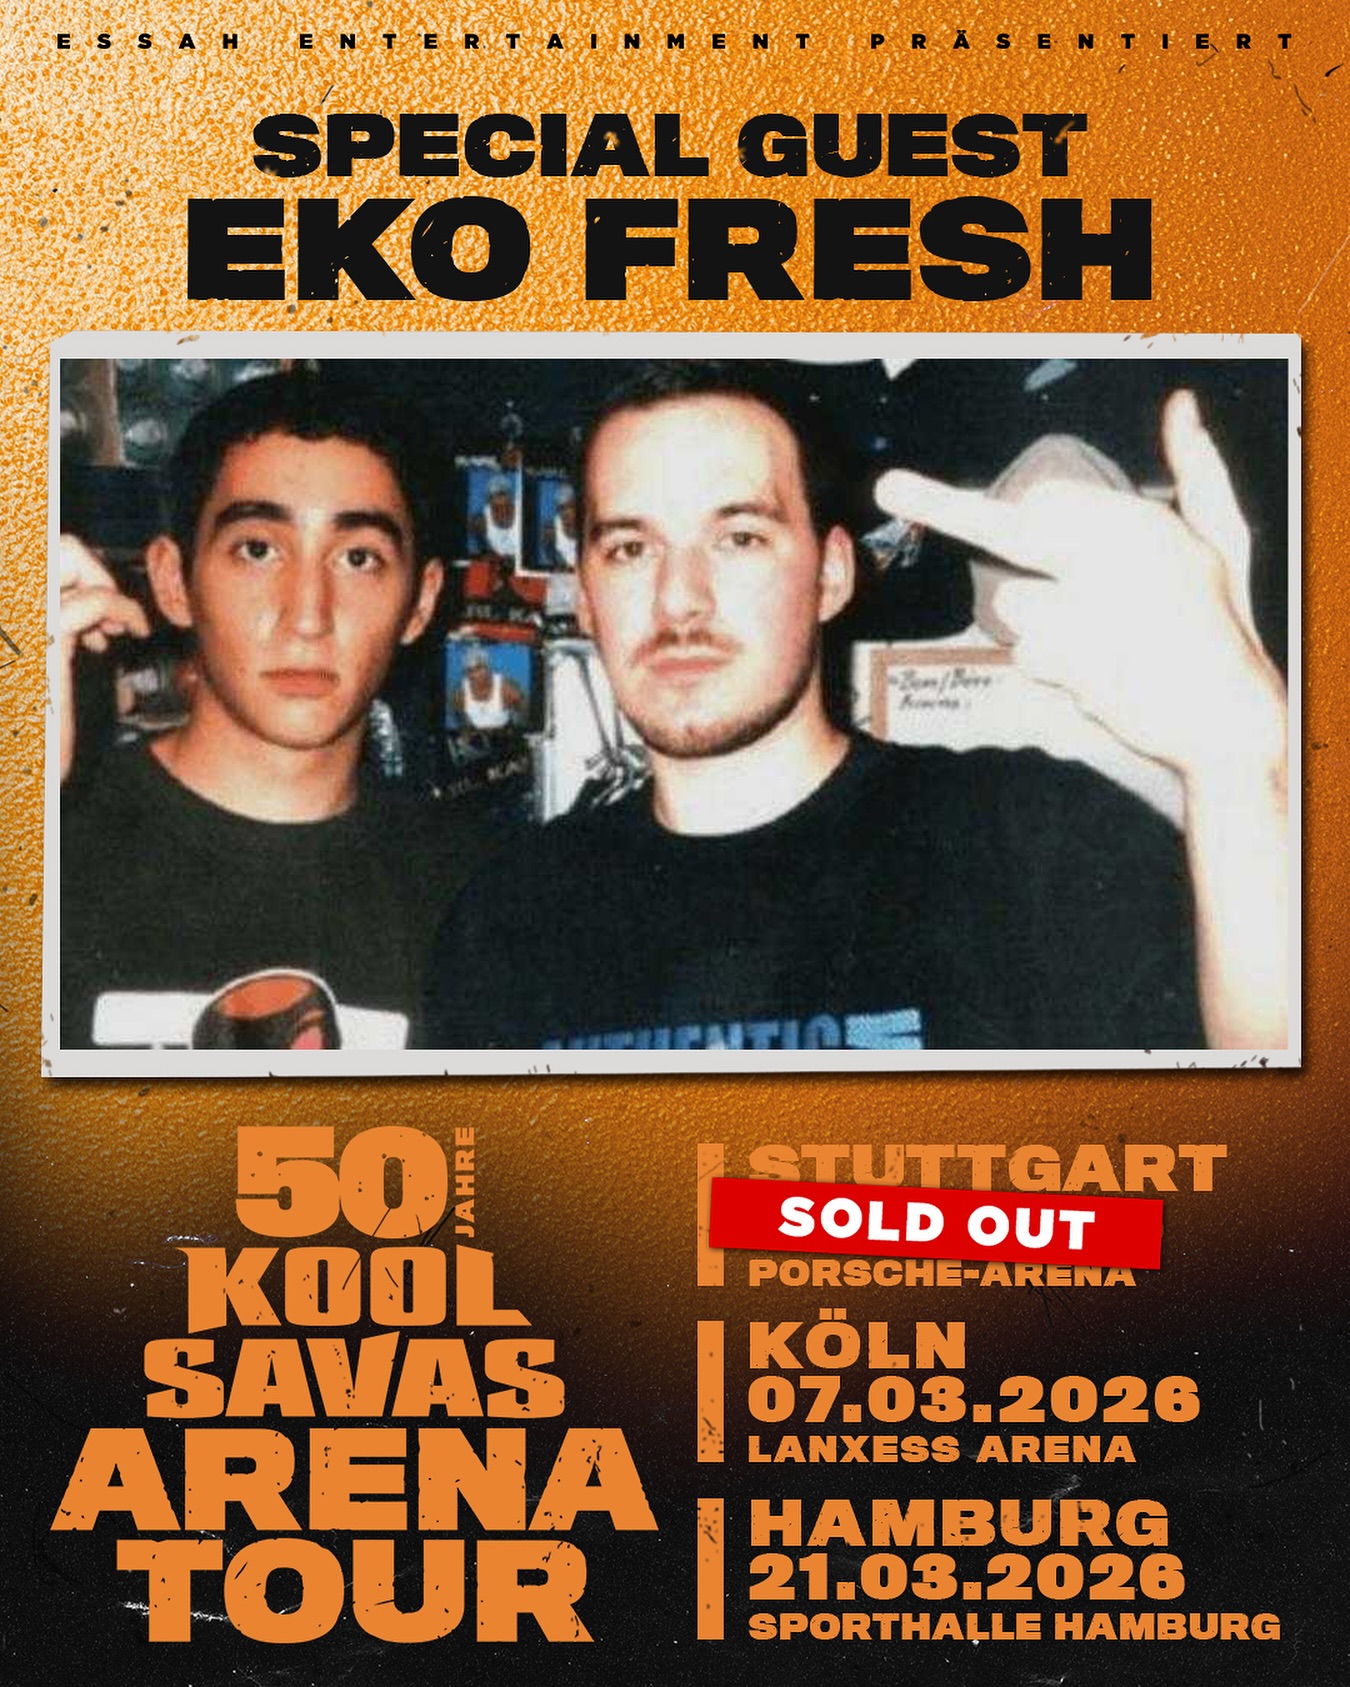 ESSAH ENTERTAINMENT PRÄSENTIERT
SPECIAL GUEST
EKO FRESH
AUTHENTIC
50 JAHRE
KOOL
SAVAS
ARENA
TOUR
STUTTGART
SOLD OUT
PORSCHE-ARENA
KÖLN
07.03.2026
LANXESS ARENA
HAMBURG
21.03.2026
SPORTHALLE HAMBURG